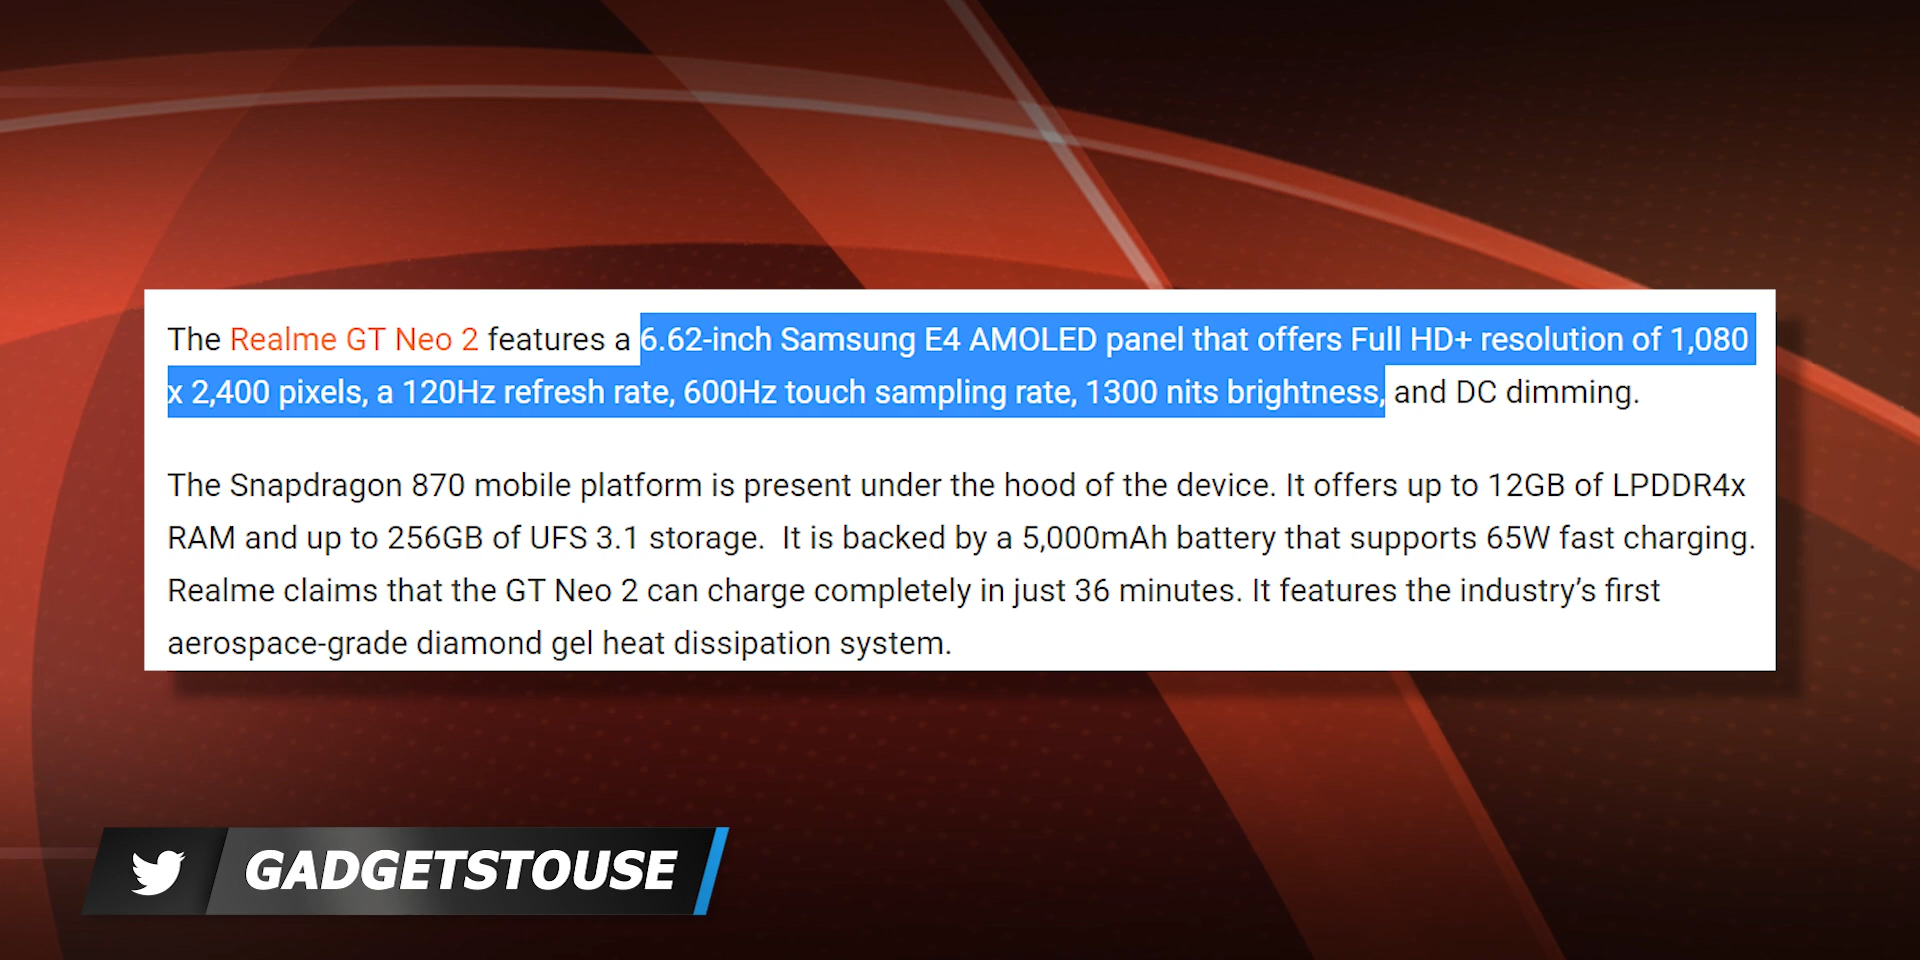 The Realme GT Neo 2 features a 6.62-inch Samsung E4 AMOLED panel that offers Full HD+ resolution of 1,080
x 2,400 pixels, a 120Hz refresh rate, 600Hz touch sampling rate, 1300 nits brightness, and DC dimming.
The Snapdragon 870 mobile platform is present under the hood of the device. It offers up to 12GB of LPDDR4x
RAM and up to 256GB of UFS 3.1 storage.  It is backed by a 5,000mAh battery that supports 65W fast charging.
Realme claims that the GT Neo 2 can charge completely in just 36 minutes. It features the industry’s first
aerospace-grade diamond gel heat dissipation system.
GADGETSTOUSE